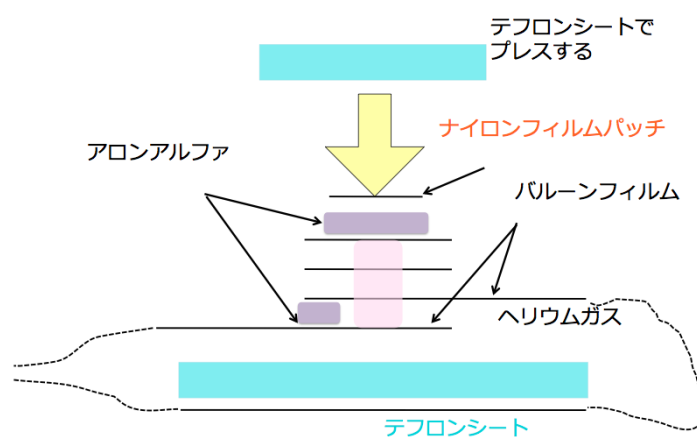 テフロンシートで
プレスする
ナイロンフィルムパッチ
アロンアルファ
バルーンフィルム
ヘリウムガス
テフロンシート